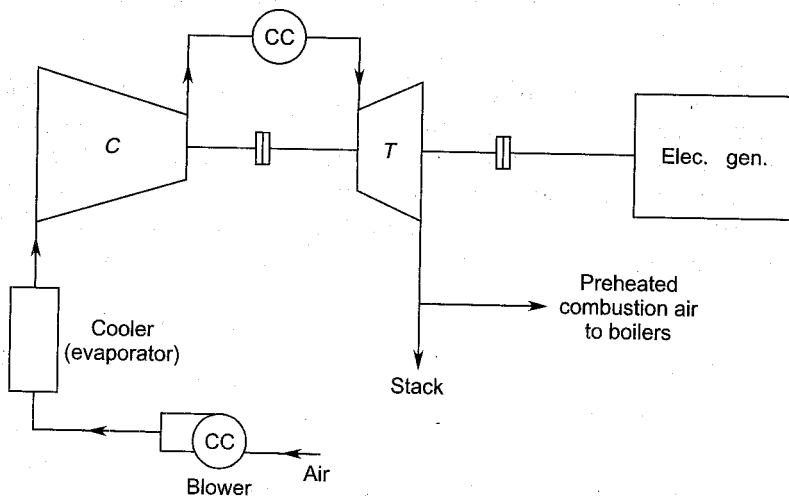 CC
C
T
Elec. gen.
Preheated
combustion air
to boilers
Cooler
(evaporator)
Stack
CC
Air
Blower